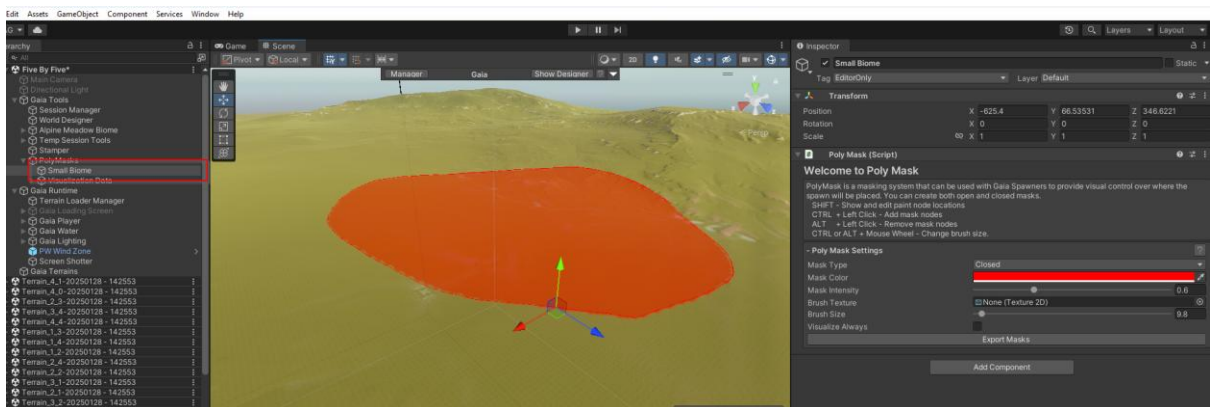 Edit Assets GameObject Component Services Window Help
Layers
Layout
Game
Scene
Pivot
Local
2D
Manager
Gaia
Show Designer
Persp
All
Five By Five*
Main Camera
Directional Light
Gaia Tools
Session Manager
World Designer
Alpine Meadow Biome
Temp Session Tools
Stamper
PolyMasks
Small Biome
Visualization Data
Gaia Runtime
Terrain Loader Manager
Gaia Loading Screen
Gaia Player
Gaia Water
Gaia Lighting
PW Wind Zone
Screen Shotter
Gaia Terrains
Terrain_4_1-20250128 - 142553
Terrain_4_0-20250128 - 142553
Terrain_2_3-20250128 - 142553
Terrain_3_4-20250128 - 142553
Terrain_4_4-20250128 - 142553
Terrain_1_3-20250128 - 142553
Terrain_1_4-20250128 - 142553
Terrain_1_2-20250128 - 142553
Terrain_2_4-20250128 - 142553
Terrain_2_2-20250128 - 142553
Terrain_3_1-20250128 - 142553
Terrain_2_1-20250128 - 142553
Terrain_3_2-20250128 - 142553
Inspector
Small Biome
Static
Tag EditorOnly
Layer Default
Transform
Position X -625.4 Y 66.53531 Z 346.6221
Rotation X 0 Y 0 Z 0
Scale X 1 Y 1 Z 1
Poly Mask (Script)
Welcome to Poly Mask
PolyMask is a masking system that can be used with Gaia Spawners to provide visual control over where the
spawn will be placed. You can create both open and closed masks.
SHIFT - Show and edit paint node locations
CTRL + Left Click - Add mask nodes
ALT + Left Click - Remove mask nodes
CTRL or ALT + Mouse Wheel - Change brush size.
- Poly Mask Settings
Mask Type Closed
Mask Color
Mask Intensity 0.6
Brush Texture None (Texture 2D)
Brush Size 9.8
Visualize Always
Export Masks
Add Component